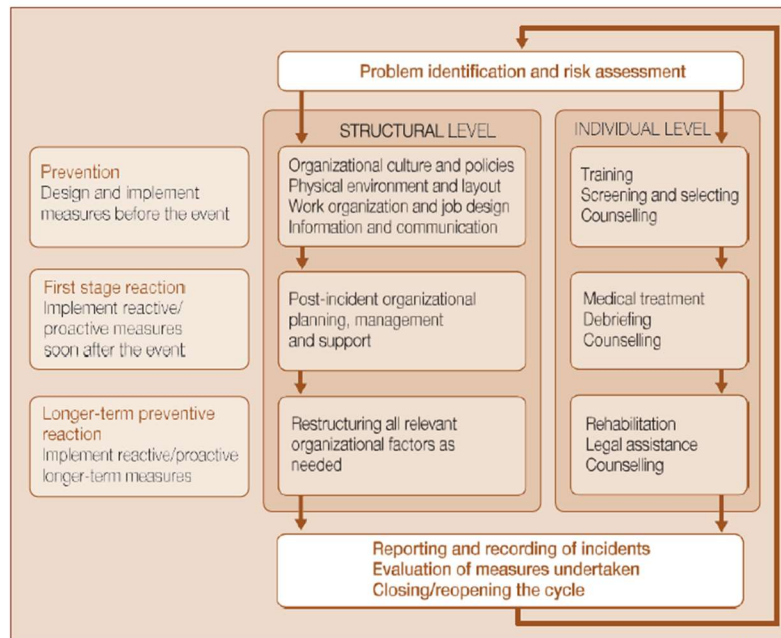 Problem identification and risk assessment
STRUCTURAL LEVEL
INDIVIDUAL LEVEL
Prevention
Design and implement
measures before the event
Organizational culture and policies
Physical environment and layout
Work organization and job design
Information and communication
Training
Screening and selecting
Counselling
First stage reaction
Implement reactive/
proactive measures
soon after the event
Post-incident organizational
planning, management
and support
Medical treatment
Debriefing
Counselling
Longer-term preventive
reaction
Implement reactive/proactive
longer-term measures
Restructuring all relevant
organizational factors as
needed
Rehabilitation
Legal assistance
Counselling
Reporting and recording of incidents
Evaluation of measures undertaken
Closing/reopening the cycle